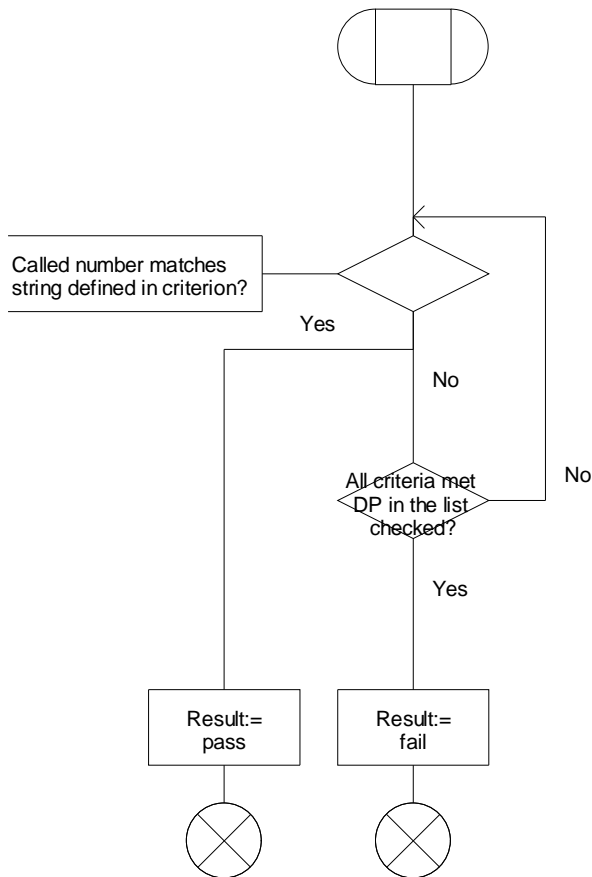 Called number matches
string defined in criterion?
Yes
No
All criteria met
DP in the list
checked?
No
Yes
Result:=
pass
Result:=
fail